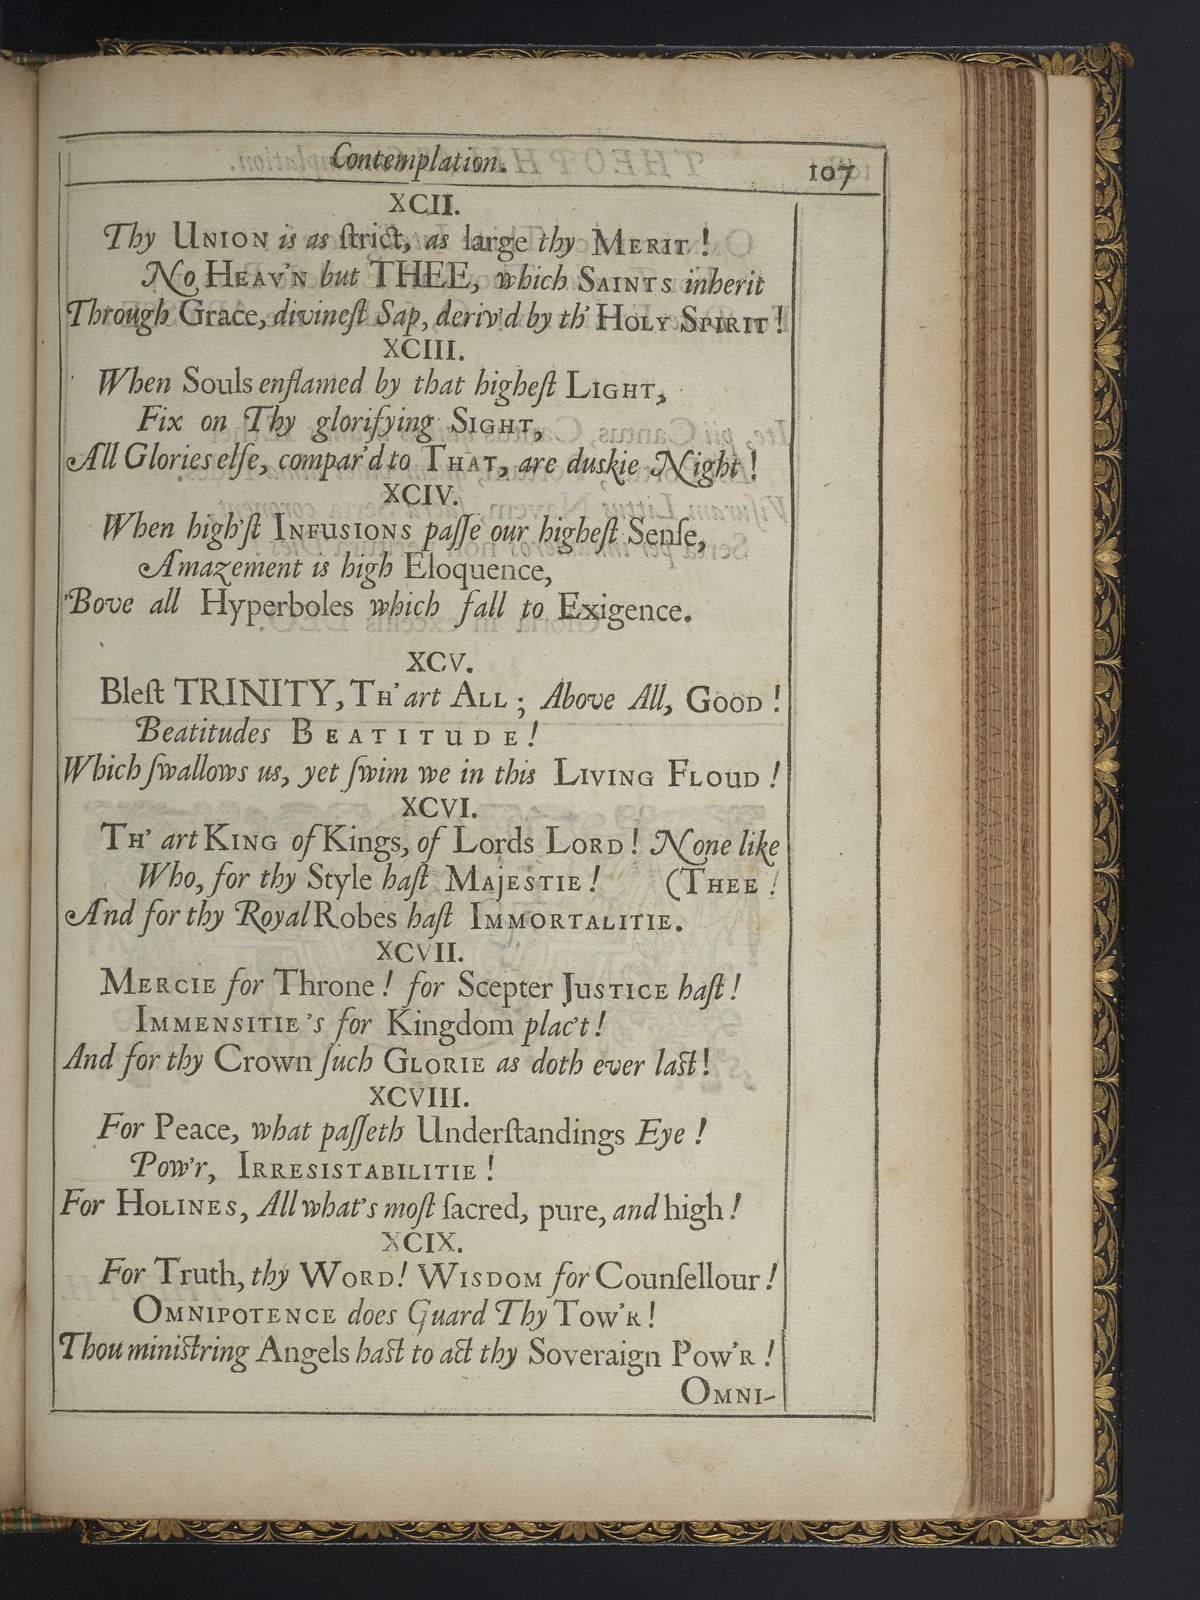 Contemplation. 107
XCII.
Thy UNION is as ſtrict, as large thy MERIT !
No HEAV'N but THEE, which SAINTS inherit
Through Grace, divineſt Sap, deriv'd by th' HOLY SPIRIT !
XCIII.
When Souls enflamed by that higheſt LIGHT,
Fix on Thy glorifying SIGHT,
All Glories elſe, compar'd to THAT, are duskie Night !
XCIV.
When high'ſt INFUSIONS paſſe our higheſt Senſe,
Amazement is high Eloquence,
'Bove all Hyperboles which fall to Exigence.
XCV.
Bleſt TRINITY, TH' art ALL ; Above All, GOOD !
Beatitudes BEATITUDE !
Which ſwallows us, yet ſwim we in this LIVING FLOUD !
XCVI.
TH' art KING of Kings, of Lords LORD ! None like
Who, for thy Style haſt MAJESTIE ! (THEE !
And for thy Royal Robes haſt IMMORTALITIE.
XCVII.
MERCIE for Throne ! for Scepter JUSTICE haſt !
IMMENSITIE's for Kingdom plac't !
And for thy Crown ſuch GLORIE as doth ever laſt !
XCVIII.
For Peace, what paſſeth Underſtandings Eye !
Pow'r, IRRESISTABILITIE !
For HOLINES, All what's moſt ſacred, pure, and high !
XCIX.
For Truth, thy WORD ! WISDOM for Counſellour !
OMNIPOTENCE does Guard Thy TOW'R !
Thou miniſtring Angels haſt to act thy Soveraign POW'R !
OMNI-